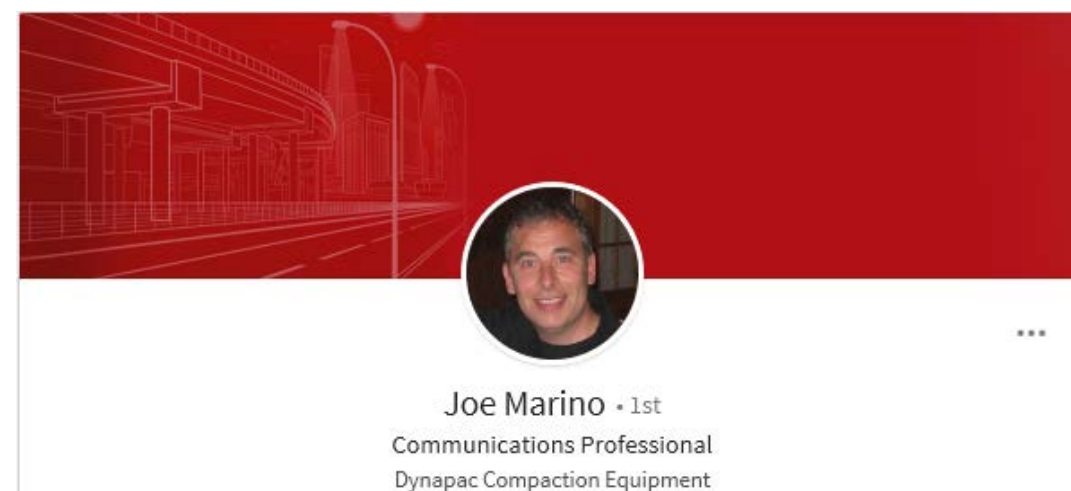 Joe Marino • 1st
Communications Professional
Dynapac Compaction Equipment